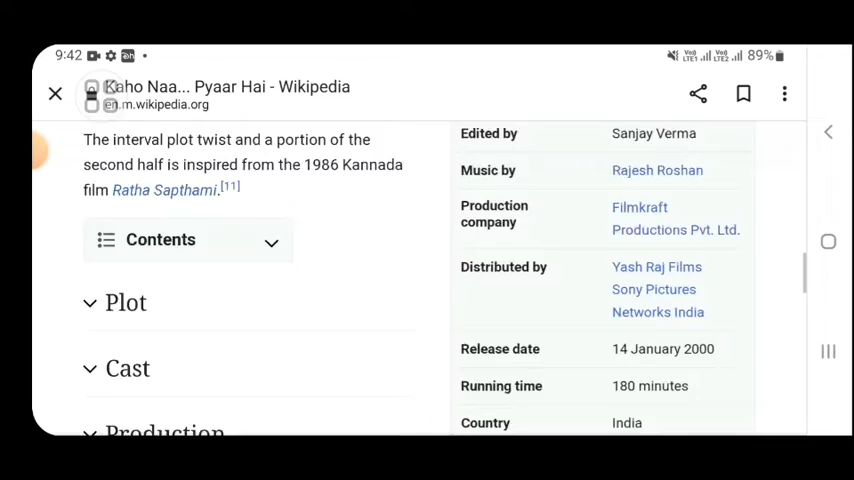 9:42
LTE1 LTE2 89%
Kaho Naa... Pyaar Hai - Wikipedia
en.m.wikipedia.org
The interval plot twist and a portion of the
second half is inspired from the 1986 Kannada
film Ratha Sapthami.[11]
Contents
Plot
Cast
Production
Edited by Sanjay Verma
Music by Rajesh Roshan
Production Filmkraft
company Productions Pvt. Ltd.
Distributed by Yash Raj Films
Sony Pictures
Networks India
Release date 14 January 2000
Running time 180 minutes
Country India